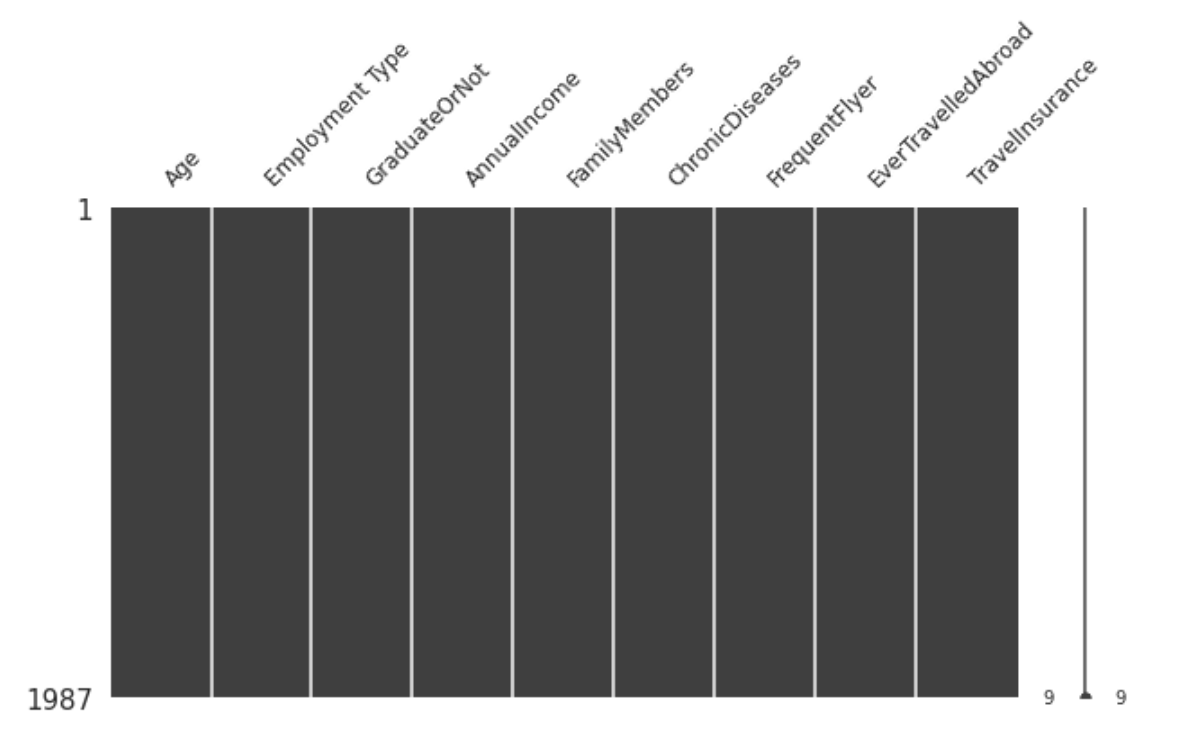 Age
Employment Type
GraduateOrNot
AnnualIncome
FamilyMembers
ChronicDiseases
FrequentFlyer
EverTravelledAbroad
TravelInsurance
1
1987
9
9